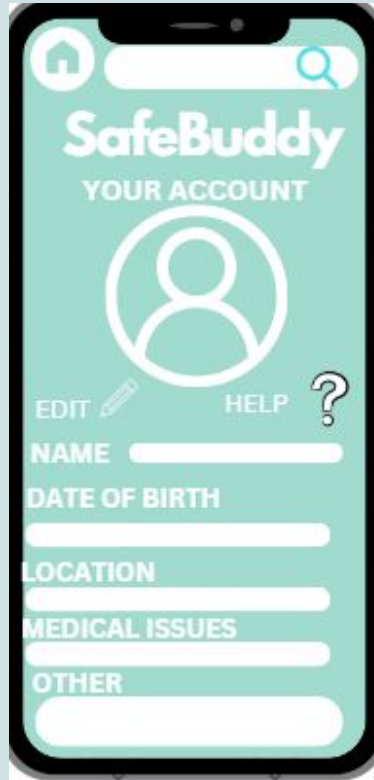 SafeBuddy
YOUR ACCOUNT
EDIT HELP ?
NAME
DATE OF BIRTH
LOCATION
MEDICAL ISSUES
OTHER